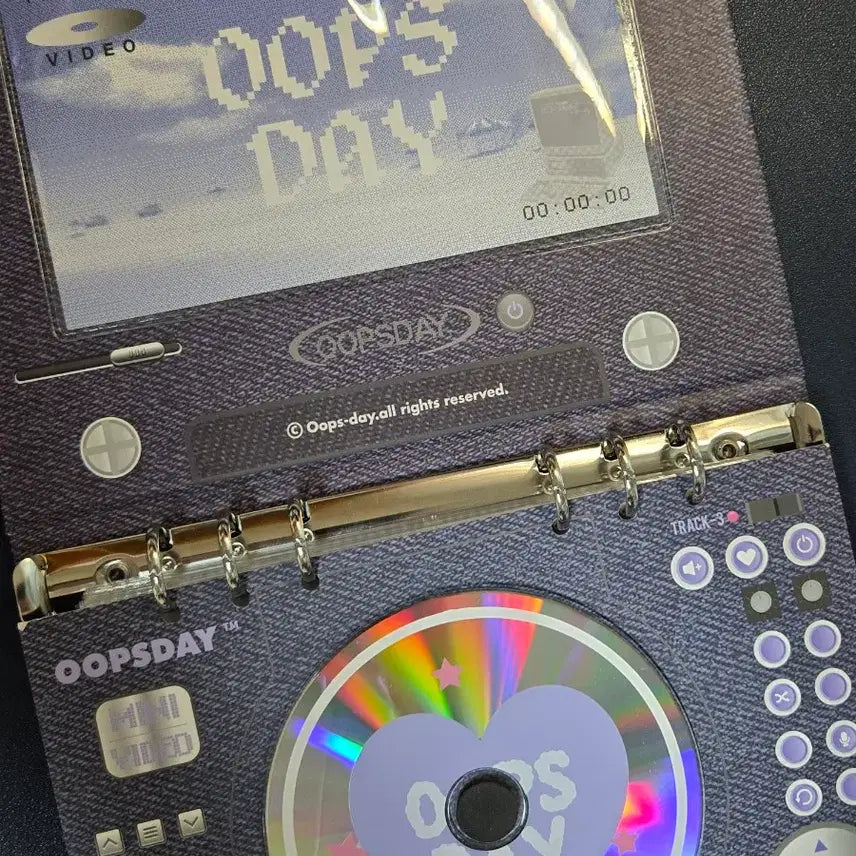 VIDEO
OOPS
DAY
00:00:00
OOPSDAY
© Oops-day.all rights reserved.
TRACK-3
OOPSDAY™
MINI
VIDEO
OOPS
DAY